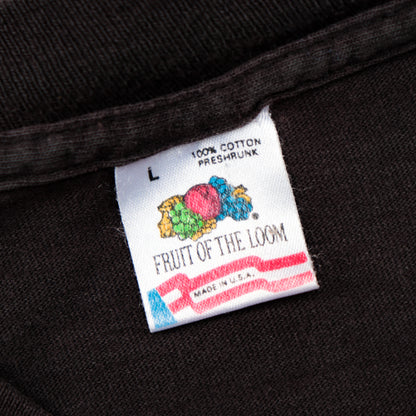 L
100% COTTON
PRESHRUNK
®
FRUIT OF THE LOOM
MADE IN U.S.A.